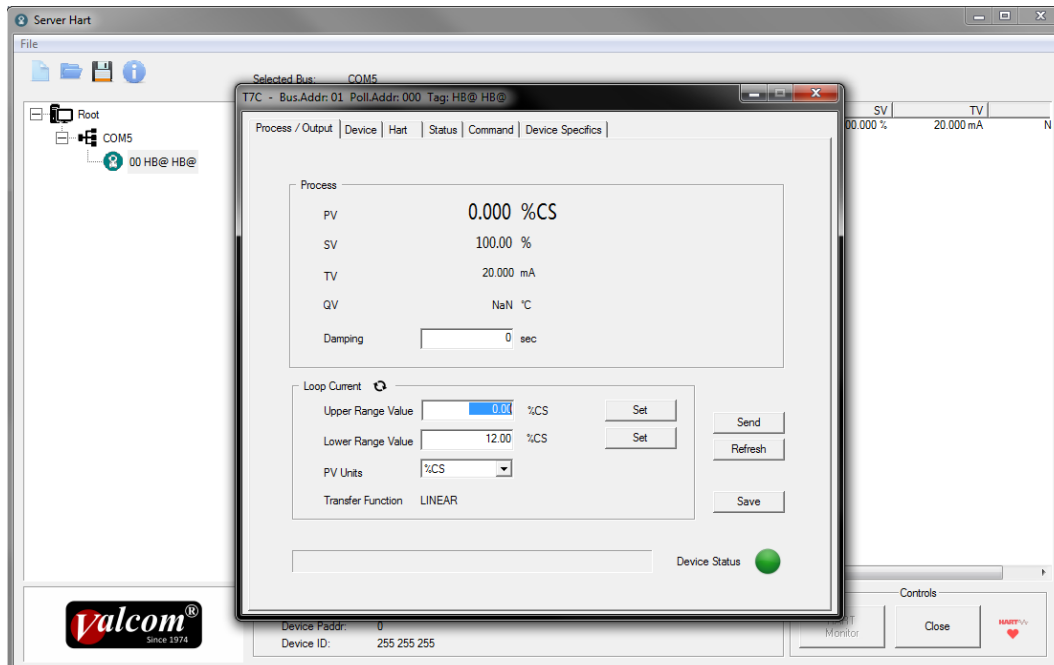 Server Hart
File
Selected Bus: COM5
Root
COM5
00 HB@ HB@
SV TV
00.000 % 20.000 mA N
T7C - Bus.Addr: 01 Poll.Addr: 000 Tag: HB@ HB@
Process / Output Device Hart Status Command Device Specifics
Process
PV 0.000 %CS
SV 100.00 %
TV 20.000 mA
QV NaN °C
Damping 0 sec
Loop Current
Upper Range Value 0.00 %CS Set
Lower Range Value 12.00 %CS Set
PV Units %CS
Transfer Function LINEAR
Send
Refresh
Save
Device Status
Valcom®
Since 1974
Device Paddr: 0
Device ID: 255 255 255
Controls
Monitor
Close
HART